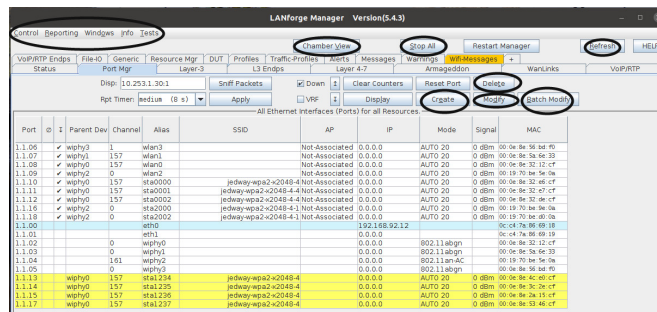 LANforge Manager Version(5.4.3)
Control Reporting Windows Info Tests
Chamber View Stop All Restart Manager Refresh HELP
VoIP/RTP Endps File-IO Generic Resource Mgr DUT Profiles Traffic-Profiles Alerts Messages Warnings Wifi-Messages +
Status Port Mgr Layer-3 L3 Endps Layer 4-7 Armageddon WanLinks VoIP/RTP
Disp: 10.253.1.30:1 Sniff Packets Down Clear Counters Reset Port Delete
Rpt Timer: medium (8 s) Apply VRF Display Create Modify Batch Modify
All Ethernet Interfaces (Ports) for all Resources.
Port Parent Dev Channel Alias SSID AP IP Mode Signal MAC
1.1.06 wiphy3 1 wlan3 Not-Associated 0.0.0.0 AUTO 20 0 dBm 00:0e:8e:56:bd:f0
1.1.07 wiphy1 157 wlan1 Not-Associated 0.0.0.0 AUTO 20 0 dBm 00:0e:8e:5a:6e:33
1.1.08 wiphy0 157 wlan0 Not-Associated 0.0.0.0 AUTO 20 0 dBm 00:0e:8e:32:12:cf
1.1.09 wiphy2 0 wlan2 Not-Associated 0.0.0.0 AUTO 20 0 dBm 00:19:70:be:5e:0a
1.1.10 wiphy0 157 sta0000 jedway-wpa2-x2048-4-4 Not-Associated 0.0.0.0 AUTO 20 0 dBm 00:0e:8e:32:e6:cf
1.1.11 wiphy0 157 sta0001 jedway-wpa2-x2048-4-4 Not-Associated 0.0.0.0 AUTO 20 0 dBm 00:0e:8e:32:e7:cf
1.1.12 wiphy0 157 sta0002 jedway-wpa2-x2048-4-4 Not-Associated 0.0.0.0 AUTO 20 0 dBm 00:0e:8e:32:de:cf
1.1.16 wiphy2 0 sta2000 jedway-wpa2-x2048-4-1 Not-Associated 0.0.0.0 AUTO 20 0 dBm 00:19:70:be:9e:0a
1.1.18 wiphy2 0 sta2002 jedway-wpa2-x2048-4-1 Not-Associated 0.0.0.0 AUTO 20 0 dBm 00:19:70:be:d0:0a
1.1.00 eth0 192.168.92.12 0c:c4:7a:86:69:18
1.1.01 eth1 0.0.0.0 0c:c4:7a:86:69:19
1.1.02 0 wiphy0 0.0.0.0 802.11abgn 00:0e:8e:32:12:cf
1.1.03 0 wiphy1 0.0.0.0 802.11abgn 00:0e:8e:5a:6e:33
1.1.04 161 wiphy2 0.0.0.0 802.11an-AC 00:19:70:be:5e:0a
1.1.05 0 wiphy3 0.0.0.0 802.11abgn 00:0e:8e:56:bd:f0
1.1.13 wiphy0 157 sta1234 jedway-wpa2-x2048-4 0.0.0.0 AUTO 20 0 dBm 00:0e:8e:4c:e0:cf
1.1.14 wiphy0 157 sta1235 jedway-wpa2-x2048-4 0.0.0.0 AUTO 20 0 dBm 00:0e:8e:3c:2e:cf
1.1.15 wiphy0 157 sta1236 jedway-wpa2-x2048-4 0.0.0.0 AUTO 20 0 dBm 00:0e:8e:2a:15:cf
1.1.17 wiphy0 157 sta1237 jedway-wpa2-x2048-4 0.0.0.0 AUTO 20 0 dBm 00:0e:8e:53:46:cf